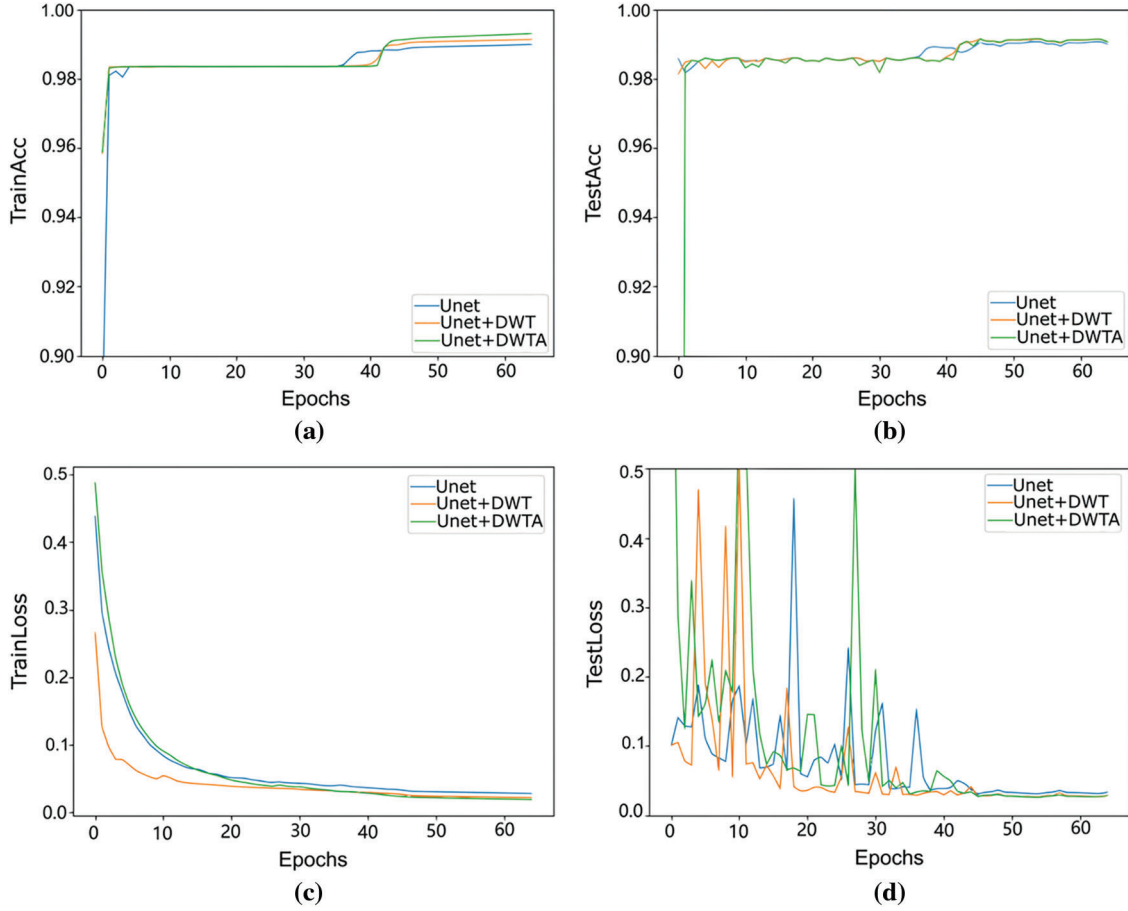 1.00
0.98
0.96
0.94
0.92
0.90
TrainAcc
0 10 20 30 40 50 60
Epochs
Unet
Unet+DWT
Unet+DWTA
(a)
1.00
0.98
0.96
0.94
0.92
0.90
TestAcc
0 10 20 30 40 50 60
Epochs
Unet
Unet+DWT
Unet+DWTA
(b)
0.5
0.4
0.3
0.2
0.1
0.0
TrainLoss
0 10 20 30 40 50 60
Epochs
Unet
Unet+DWT
Unet+DWTA
(c)
0.5
0.4
0.3
0.2
0.1
0.0
TestLoss
0 10 20 30 40 50 60
Epochs
Unet
Unet+DWT
Unet+DWTA
(d)